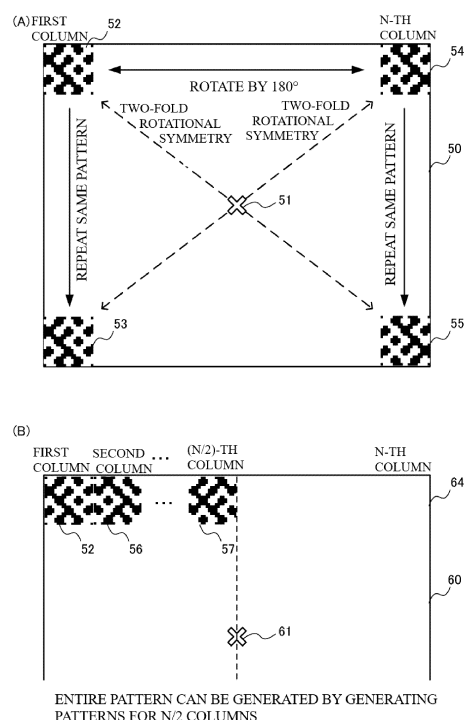 (A) FIRST COLUMN
52
N-TH COLUMN
54
ROTATE BY 180°
TWO-FOLD ROTATIONAL SYMMETRY
TWO-FOLD ROTATIONAL SYMMETRY
50
51
REPEAT SAME PATTERN
REPEAT SAME PATTERN
53
55
(B)
FIRST COLUMN
SECOND COLUMN
...
(N/2)-TH COLUMN
N-TH COLUMN
64
...
52
56
57
60
61
ENTIRE PATTERN CAN BE GENERATED BY GENERATING
PATTERNS FOR N/2 COLUMNS